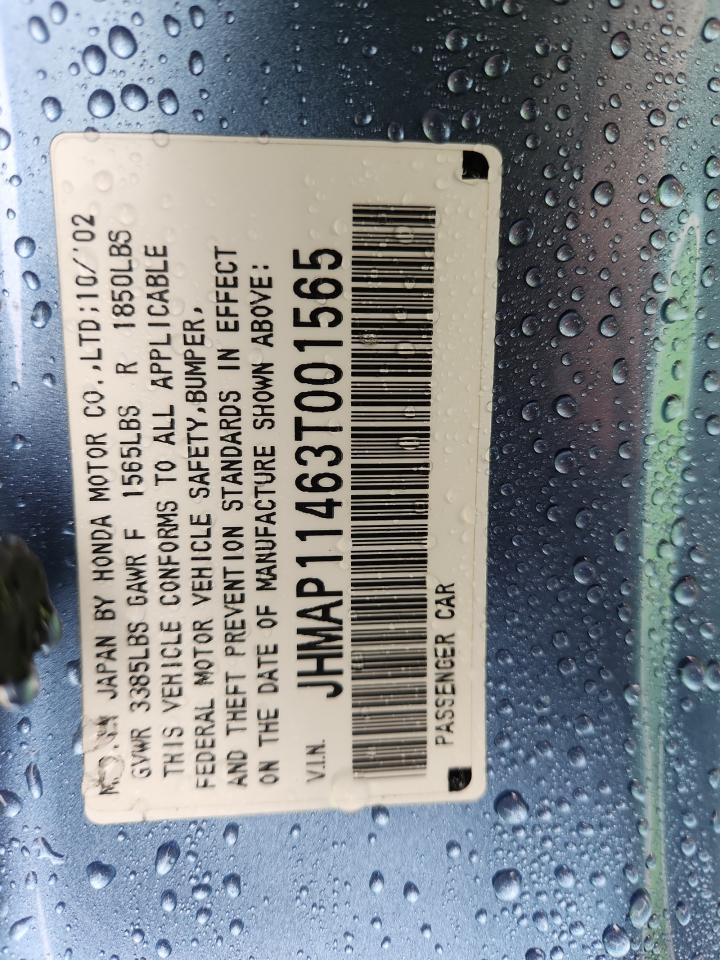 JAPAN BY HONDA MOTOR CO.,LTD;10/'02
GVWR 3385LBS GAWR F 1565LBS R 1850LBS
THIS VEHICLE CONFORMS TO ALL APPLICABLE
FEDERAL MOTOR VEHICLE SAFETY,BUMPER,
AND THEFT PREVENTION STANDARDS IN EFFECT
ON THE DATE OF MANUFACTURE SHOWN ABOVE:
V.I.N. JHMAP11463T001565
PASSENGER CAR